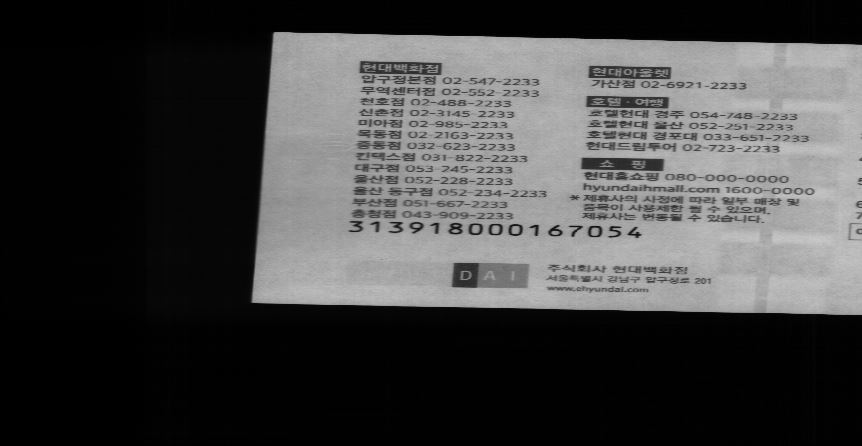 현대백화점
압구정본점 02-547-2233
무역센터점 02-552-2233
천호점 02-488-2233
신촌점 02-3145-2233
미아점 02-985-2233
목동점 02-2163-2233
중동점 032-623-2233
킨텍스점 031-822-2233
대구점 053-245-2233
울산점 052-228-2233
울산 동구점 052-234-2233
부산점 051-667-2233
충청점 043-909-2233
313918000167054
현대아울렛
가산점 02-6921-2233
호텔·여행
호텔현대 경주 054-748-2233
호텔현대 울산 052-251-2233
호텔현대 경포대 033-651-2233
현대드림투어 02-723-2233
쇼 핑
현대홈쇼핑 080-000-0000
hyundaihmall.com 1600-0000
* 제휴사의 사정에 따라 일부 매장 및
품목이 사용제한 될 수 있으며,
제휴사는 변동될 수 있습니다.
DAI
주식회사 현대백화점
서울특별시 강남구 압구정로 201
www.ehyundai.com